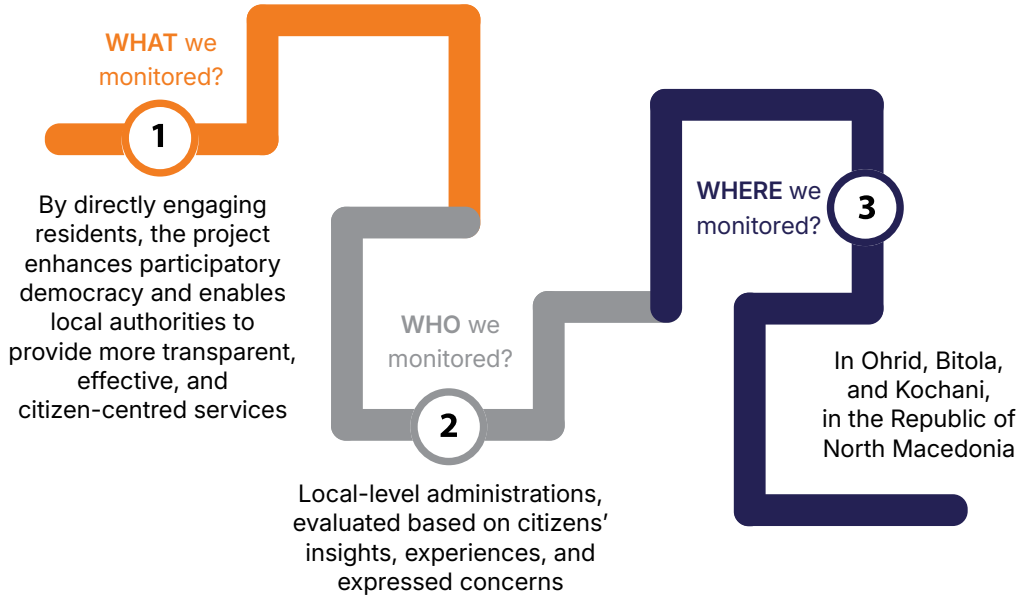 WHAT we
monitored?
1
By directly engaging
residents, the project
enhances participatory
democracy and enables
local authorities to
provide more transparent,
effective, and
citizen-centred services
WHO we
monitored?
2
Local-level administrations,
evaluated based on citizens’
insights, experiences, and
expressed concerns
WHERE we
monitored?
3
In Ohrid, Bitola,
and Kochani,
in the Republic of
North Macedonia